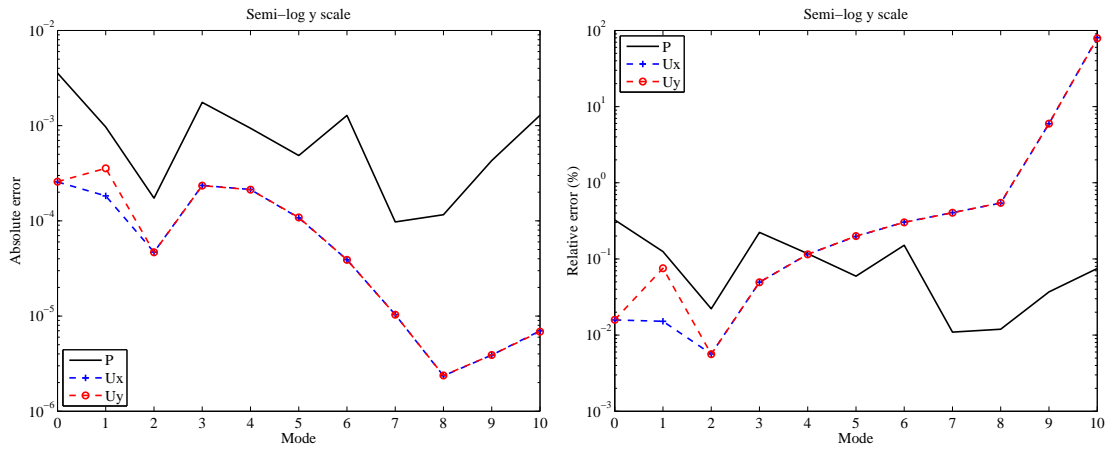 Semi-log y scale
10^-2
10^-3
10^-4
10^-5
10^-6
Absolute error
P
Ux
Uy
0 1 2 3 4 5 6 7 8 9 10
Mode
Semi-log y scale
10^2
10^1
10^0
10^-1
10^-2
10^-3
Relative error (%)
P
Ux
Uy
0 1 2 3 4 5 6 7 8 9 10
Mode